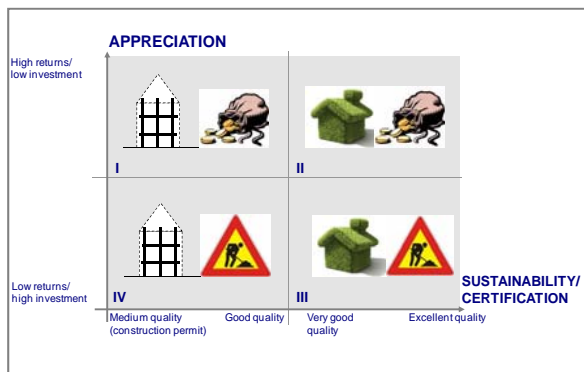 APPRECIATION
High returns/
low investment
I
II
IV
III
Low returns/
high investment
SUSTAINABILITY/
CERTIFICATION
Medium quality
(construction permit)
Good quality
Very good
quality
Excellent quality